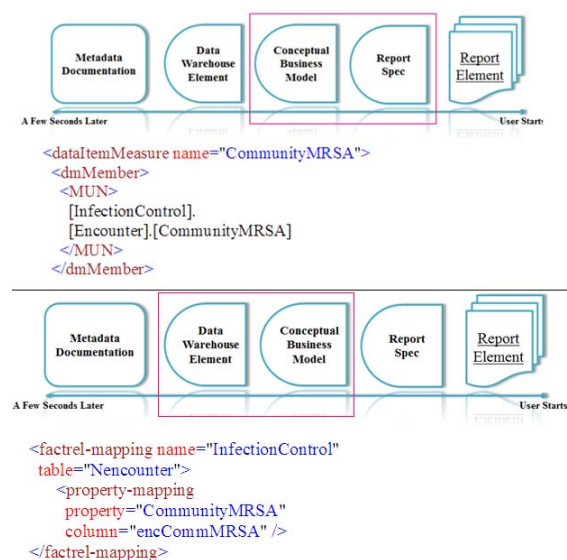 Metadata Documentation
Data Warehouse Element
Conceptual Business Model
Report Spec
Report Element
A Few Seconds Later
User Starts
<dataItemMeasure name="CommunityMRSA">
<dmMember>
<MUN>
[InfectionControl].
[Encounter].[CommunityMRSA]
</MUN>
</dmMember>
Metadata Documentation
Data Warehouse Element
Conceptual Business Model
Report Spec
Report Element
A Few Seconds Later
User Starts
<factrel-mapping name="InfectionControl"
table="Nencounter">
<property-mapping
property="CommunityMRSA"
column="encCommMRSA" />
</factrel-mapping>